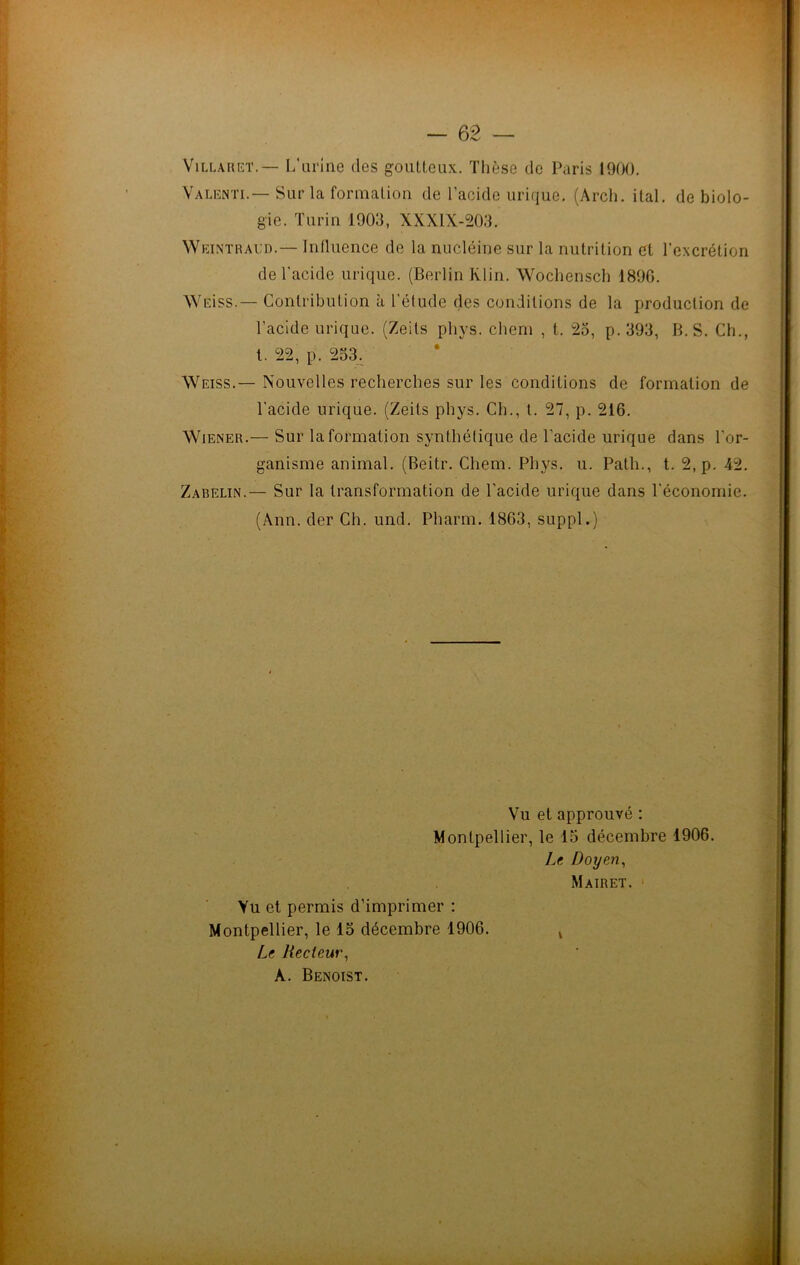 — 62 —
VILLARET.— L'urine des goutteux. Thèse de Paris 1900.
VALENTI.— Sur la formation de l'acide urique. (Arch. ital. de biolo-
gie. Turin 1903, XXXIX-203.
WEINTRAUD.— Influence de la nucléine sur la nutrition et l'excrétion
de l'acide urique. (Berlin Klin. Wochensch 1896.
WEISS.— Contribution à l'étude des conditions de la production de
l'acide urique. (Zeits phys. chem , t. 25, p. 393, B. S. Ch.,
t. 22, p. 253.
WEISS.— Nouvelles recherches sur les conditions de formation de
l'acide urique. (Zeits phys. Ch., t. 27, p. 216.
WIENER.— Sur la formation synthétique de l'acide urique dans l'or-
ganisme animal. (Beitr. Chem. Phys. u. Path., t. 2, p. 42.
ZABELIN.— Sur la transformation de l'acide urique dans l'économie.
(Ann. der Ch. und. Pharm. 1863, suppl.)
Vu et approuvé :
Montpellier, le 15 décembre 1906.
Le Doyen,
MAIRET.
Vu et permis d'imprimer :
Montpellier, le 15 décembre 1906.
Le Recteur,
A. BENOIST.